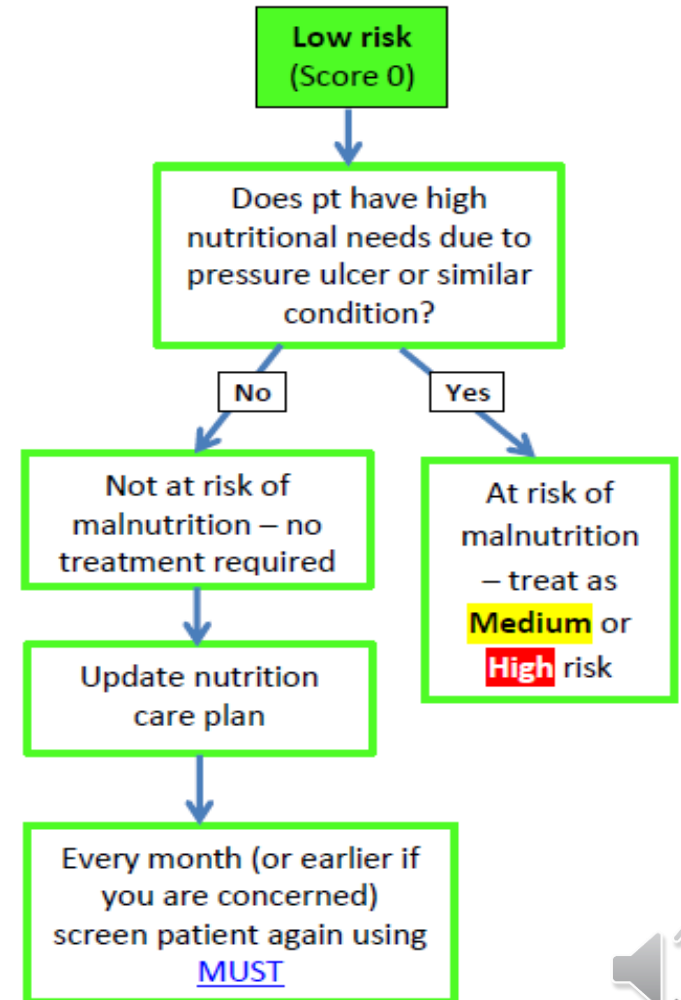 Low risk
(Score 0)
Does pt have high
nutritional needs due to
pressure ulcer or similar
condition?
No
Yes
Not at risk of
malnutrition – no
treatment required
At risk of
malnutrition
– treat as
Medium or
High risk
Update nutrition
care plan
Every month (or earlier if
you are concerned)
screen patient again using
MUST